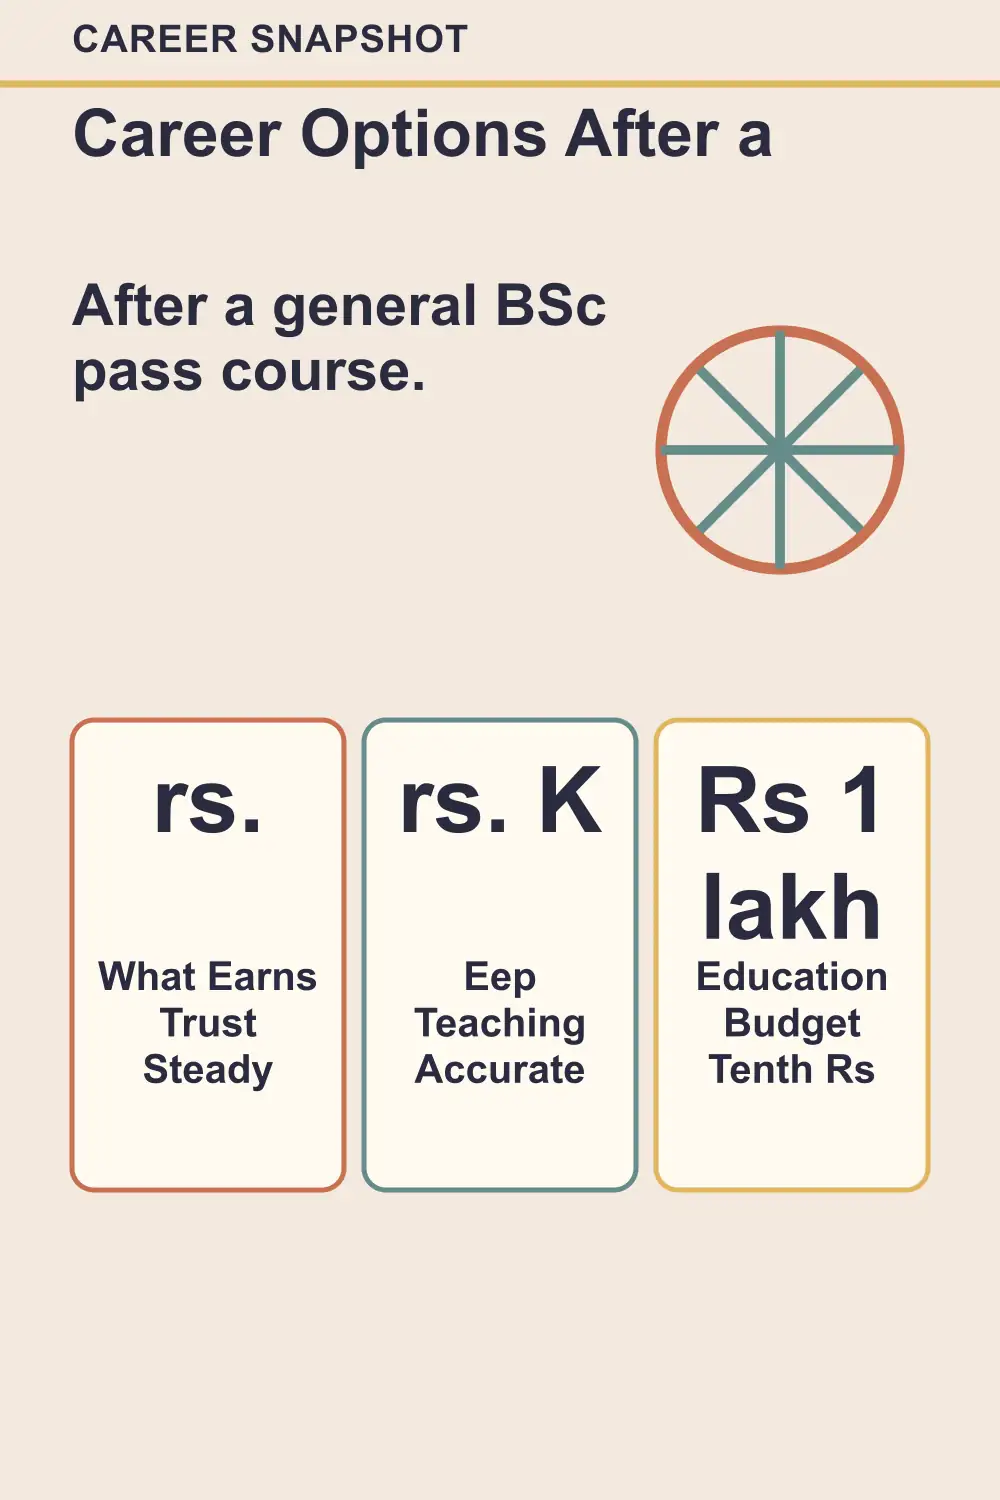 CAREER SNAPSHOT
Career Options After a
After a general BSc
pass course.
rs.
What Earns
Trust
Steady
rs. K
Eep
Teaching
Accurate
Rs 1
lakh
Education
Budget
Tenth Rs